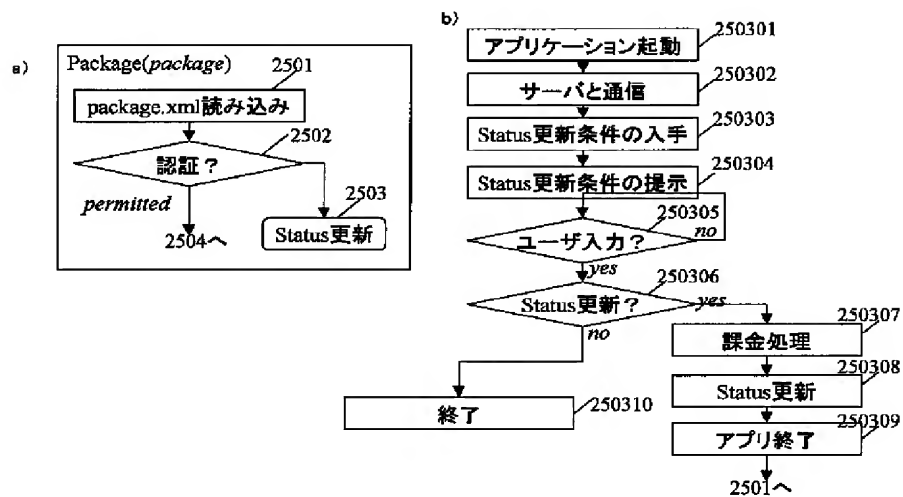 a)
Package(package)
2501
package.xml読み込み
2502
認証？
permitted
2503
Status更新
2504へ
b)
250301
アプリケーション起動
250302
サーバと通信
250303
Status更新条件の入手
250304
Status更新条件の提示
250305
ユーザ入力？
no
yes
250306
Status更新？
yes
no
250307
課金処理
250308
Status更新
250309
アプリ終了
2501へ
終了
250310